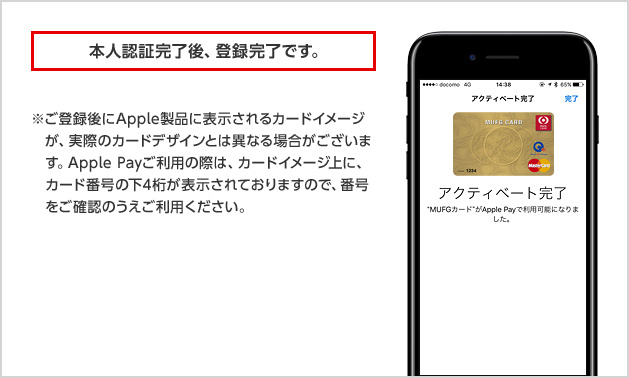 本人認証完了後、登録完了です。
※ご登録後にApple製品に表示されるカードイメージ
が、実際のカードデザインとは異なる場合がございま
す。Apple Payご利用の際は、カードイメージ上に、
カード番号の下4桁が表示されておりますので、番号
をご確認のうえご利用ください。
docomo 4G 14:38 65%
アクティベート完了 完了
MUFG CARD
1234
MasterCard
アクティベート完了
“MUFGカード”がApple Payで利用可能になりま
した。